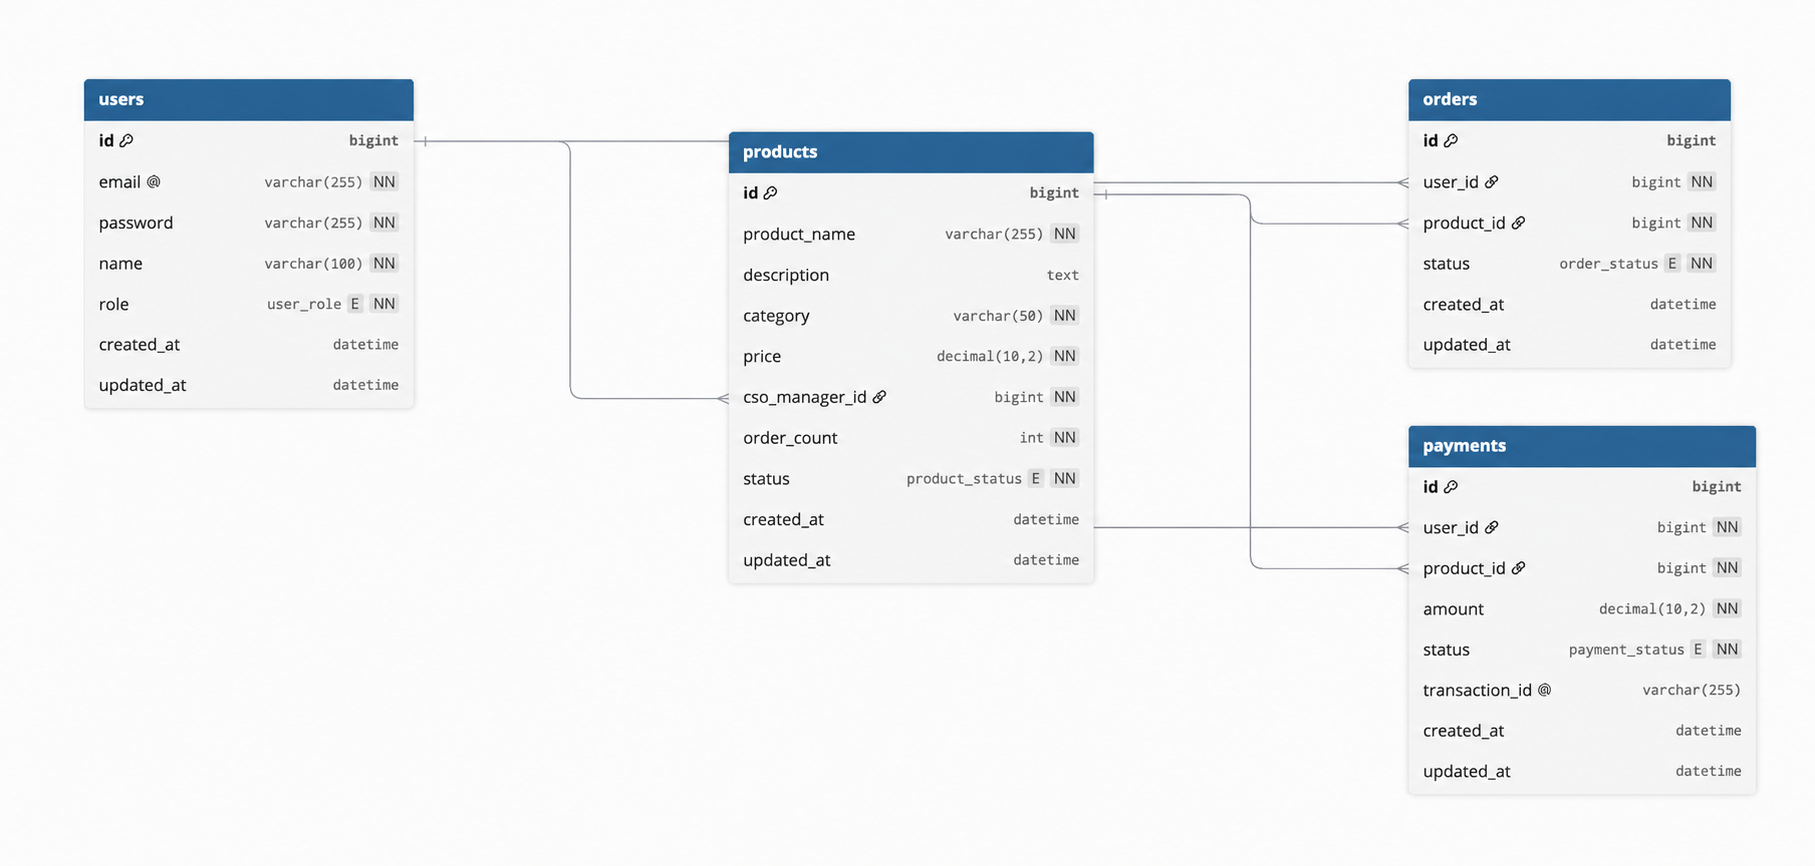 users
id bigint
email @ varchar(255) NN
password varchar(255) NN
name varchar(100) NN
role user_role E NN
created_at datetime
updated_at datetime
products
id bigint
product_name varchar(255) NN
description text
category varchar(50) NN
price decimal(10,2) NN
cso_manager_id bigint NN
order_count int NN
status product_status E NN
created_at datetime
updated_at datetime
orders
id bigint
user_id bigint NN
product_id bigint NN
status order_status E NN
created_at datetime
updated_at datetime
payments
id bigint
user_id bigint NN
product_id bigint NN
amount decimal(10,2) NN
status payment_status E NN
transaction_id @ varchar(255)
created_at datetime
updated_at datetime